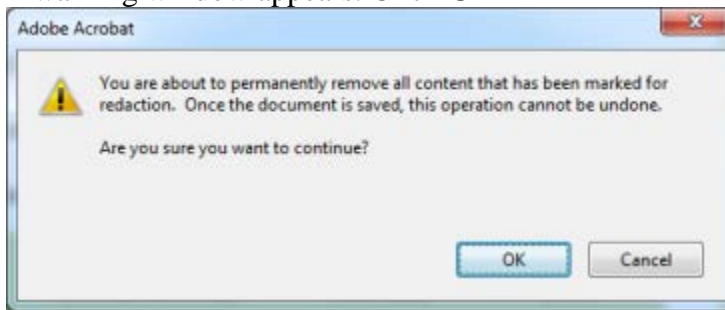 Adobe Acrobat
You are about to permanently remove all content that has been marked for
redaction. Once the document is saved, this operation cannot be undone.
Are you sure you want to continue?
OK
Cancel